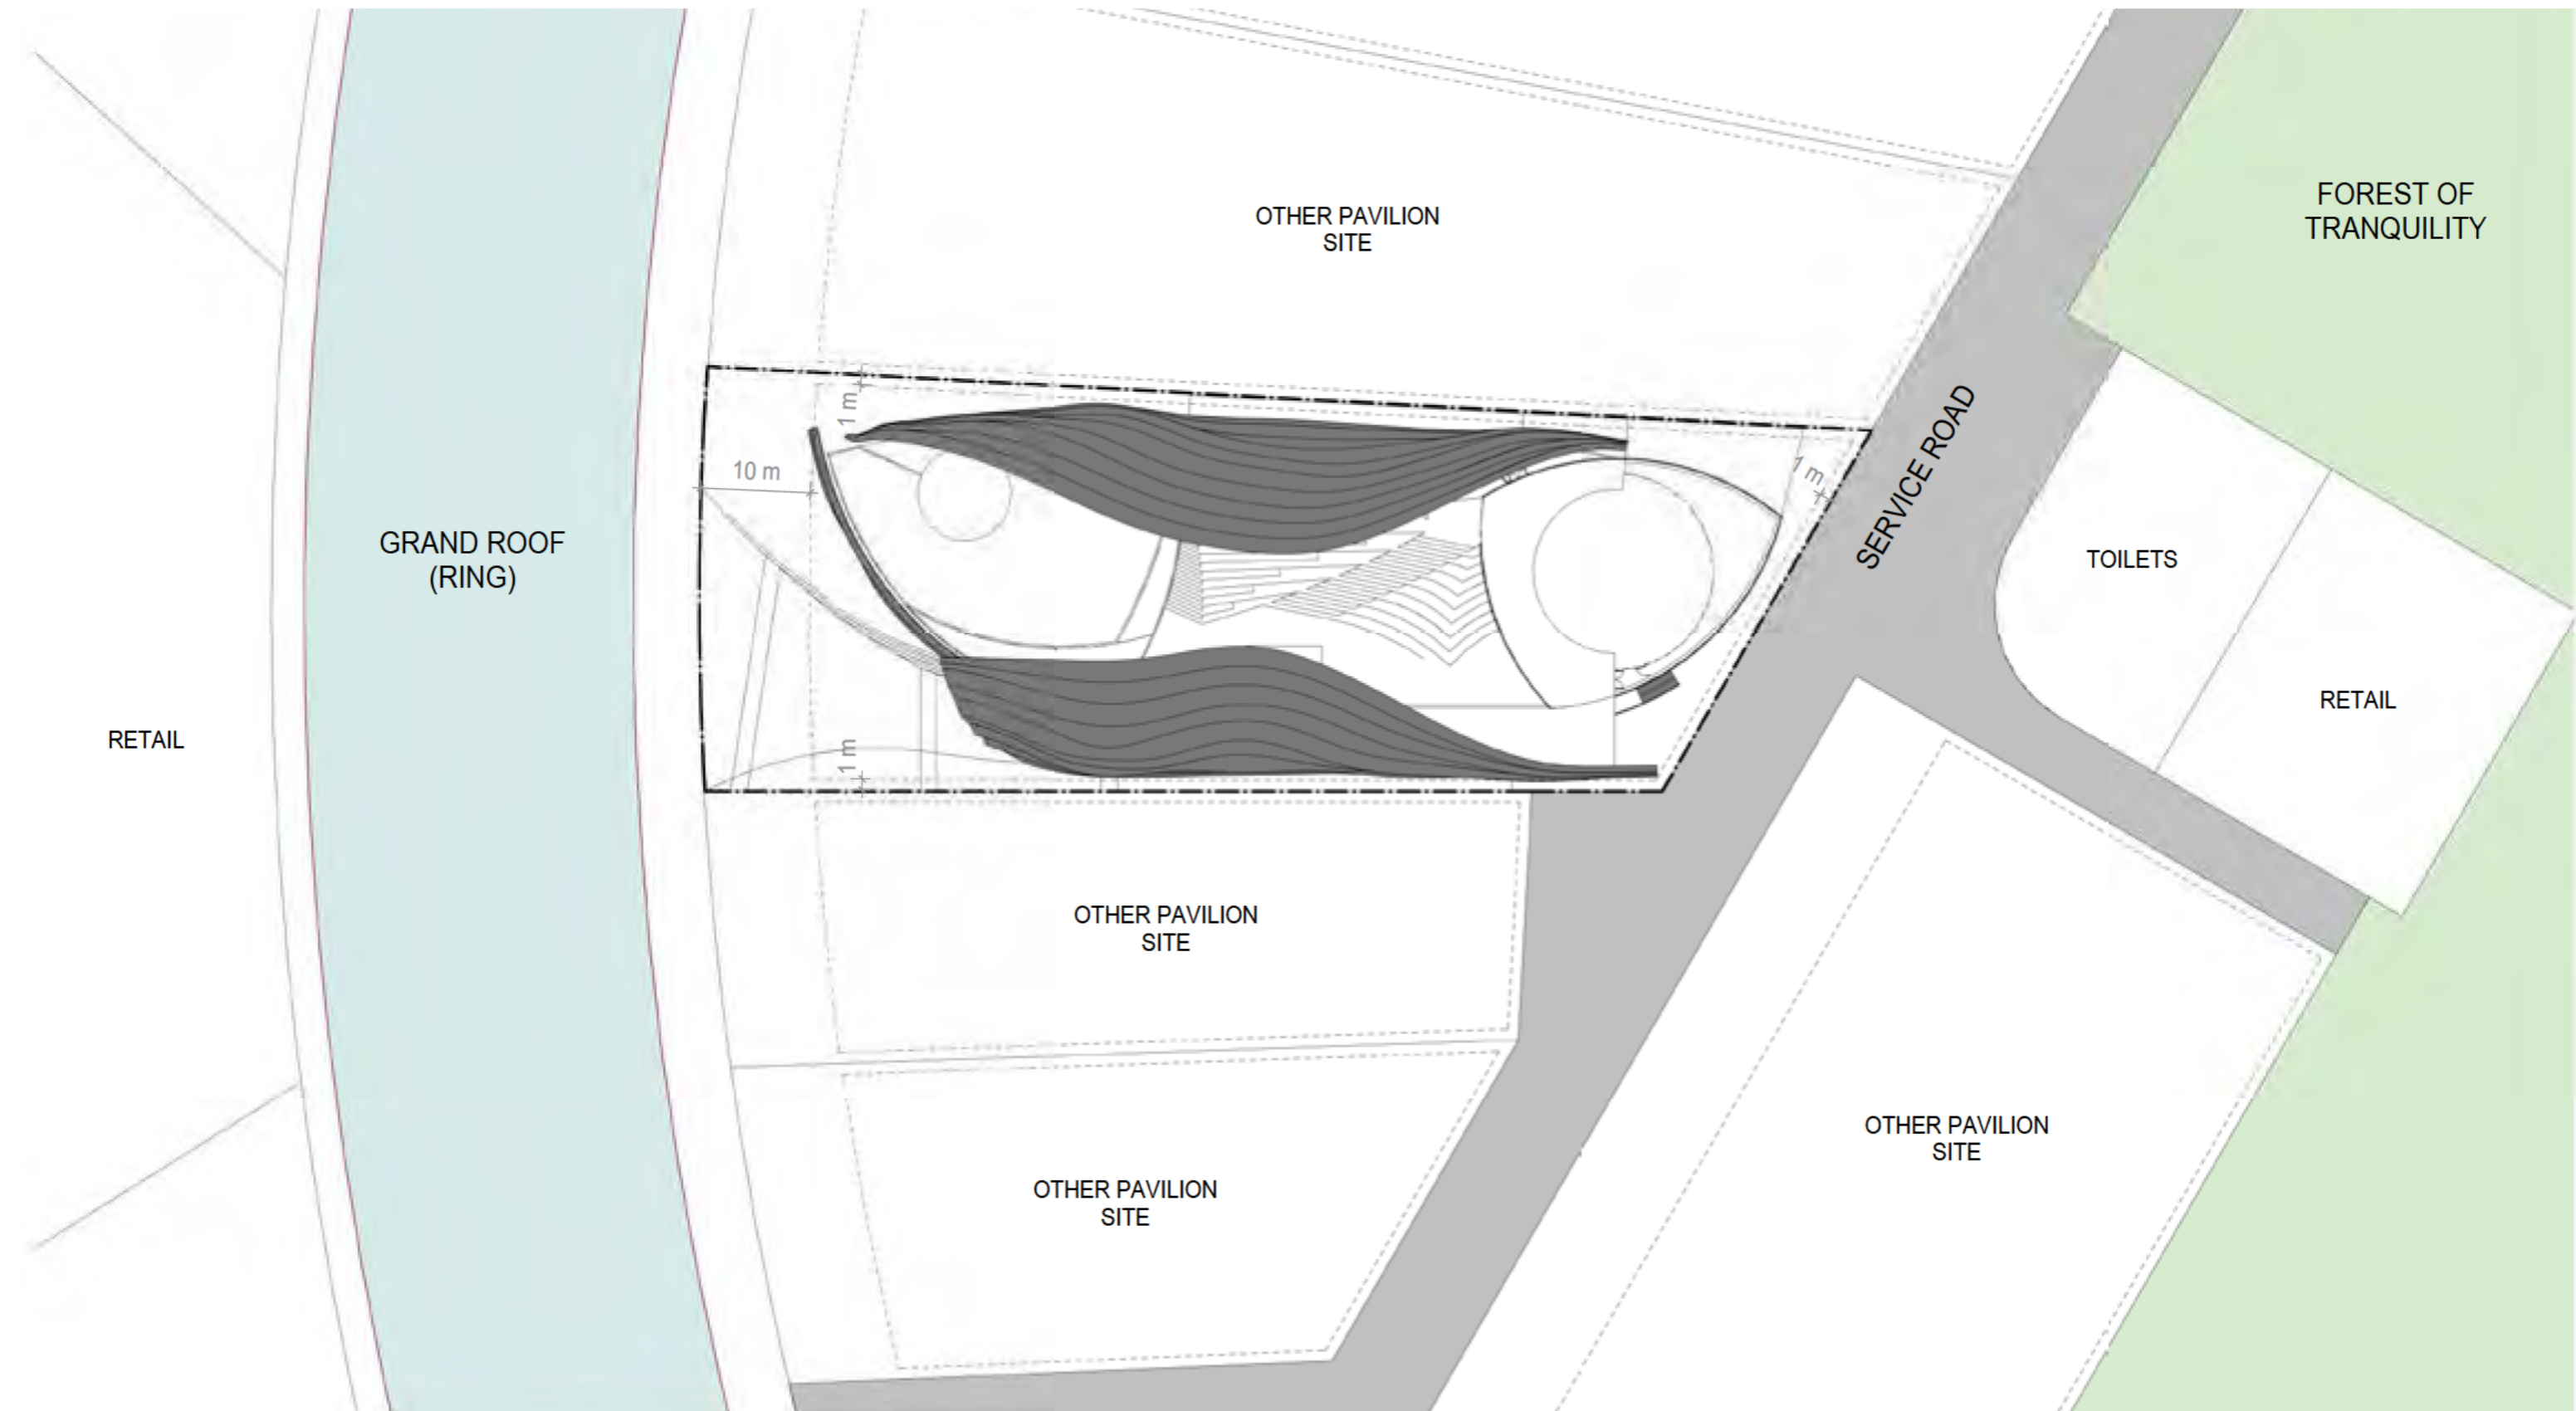 OTHER PAVILION
SITE
FOREST OF
TRANQUILITY
1 m
10 m
1 m
SERVICE ROAD
GRAND ROOF
(RING)
TOILETS
RETAIL
RETAIL
1 m
OTHER PAVILION
SITE
OTHER PAVILION
SITE
OTHER PAVILION
SITE